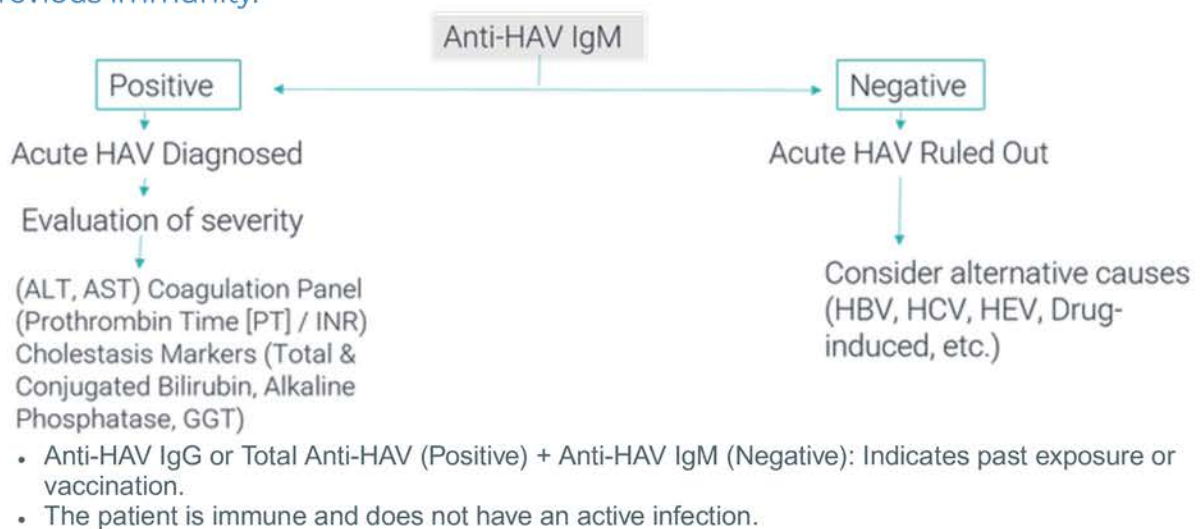 Anti-HAV IgM
Positive
Negative
Acute HAV Diagnosed
Acute HAV Ruled Out
Evaluation of severity
(ALT, AST) Coagulation Panel
(Prothrombin Time [PT] / INR)
Cholestasis Markers (Total &
Conjugated Bilirubin, Alkaline
Phosphatase, GGT)
Consider alternative causes
(HBV, HCV, HEV, Drug-
induced, etc.)
• Anti-HAV IgG or Total Anti-HAV (Positive) + Anti-HAV IgM (Negative): Indicates past exposure or
vaccination.
• The patient is immune and does not have an active infection.